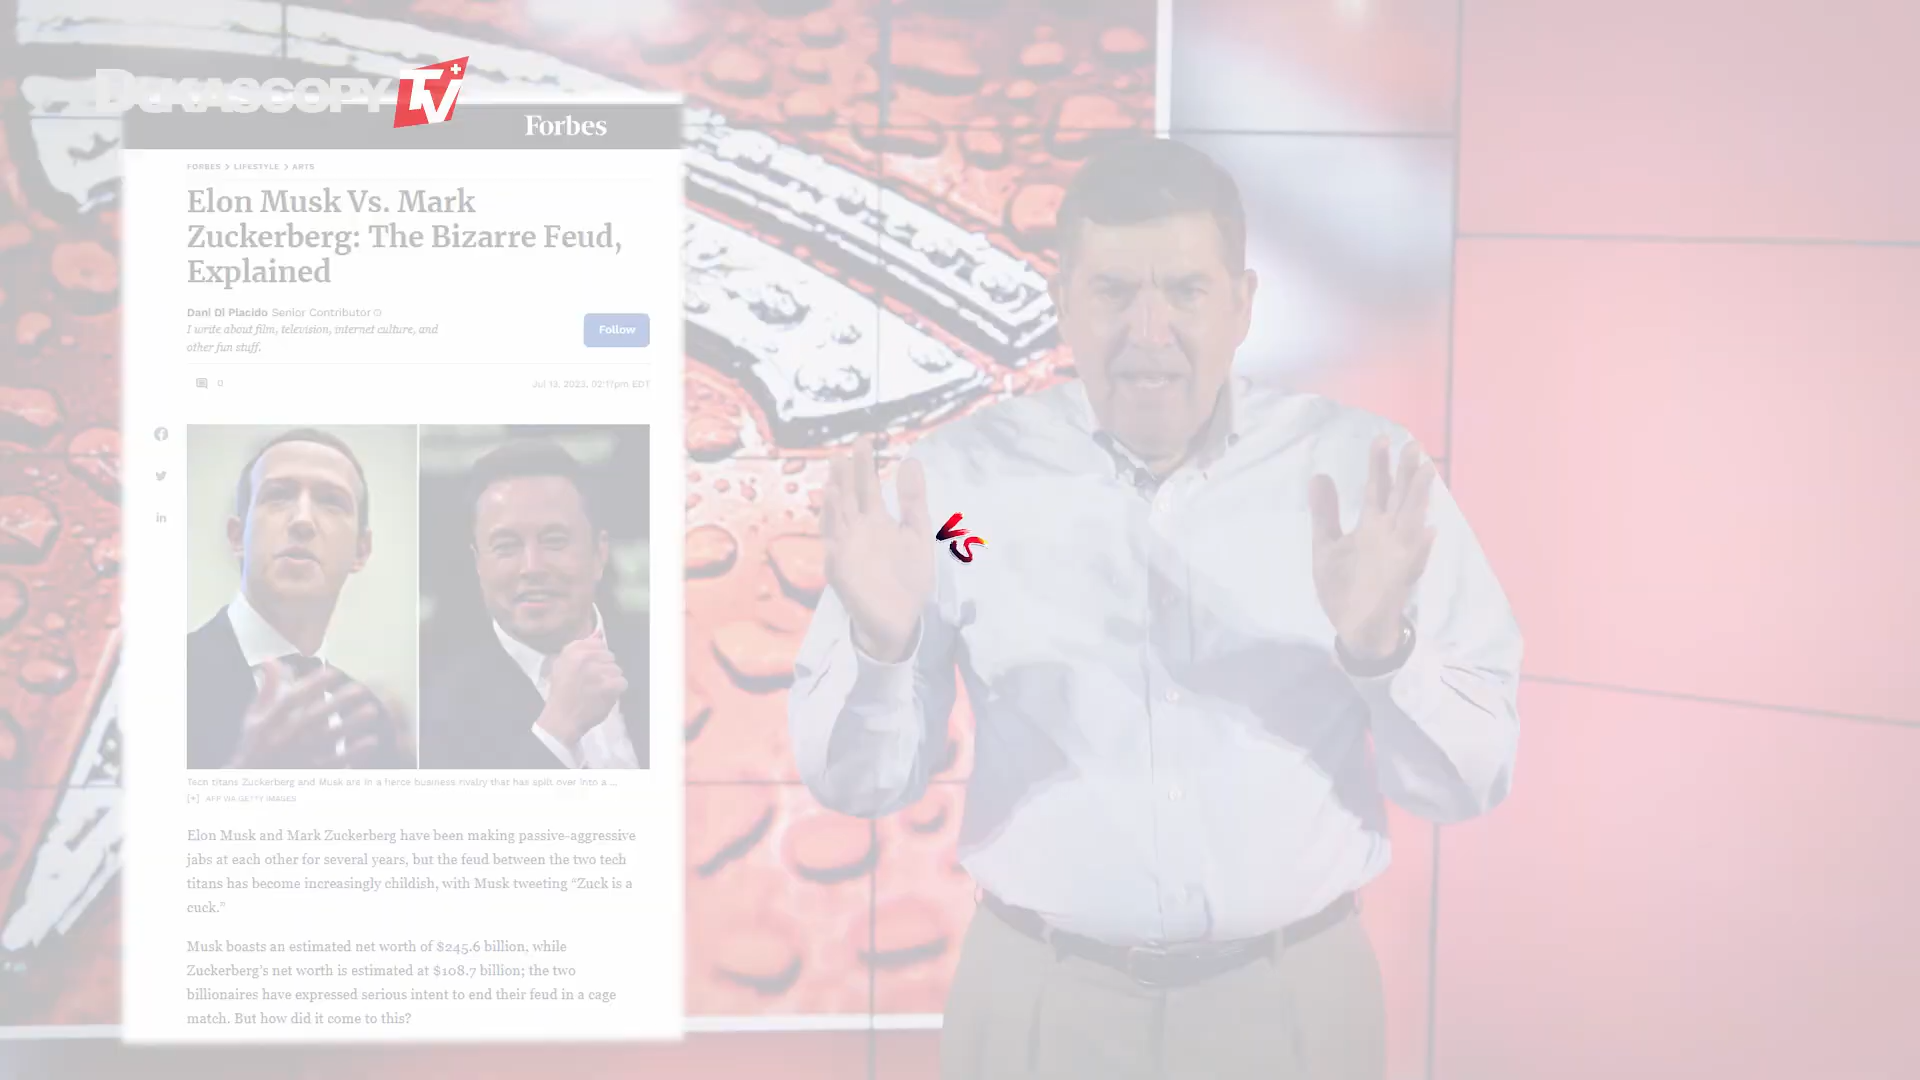 DUKASCOPY TV+
Forbes
FORBES > LIFESTYLE > ARTS
Elon Musk Vs. Mark
Zuckerberg: The Bizarre Feud,
Explained
Dani Di Placido Senior Contributor
I write about film, television, internet culture, and
other fun stuff.
Follow
0
Jul 13, 2023, 02:17pm EDT
in
VS
Tech titans Zuckerberg and Musk are in a fierce business rivalry that has spilt over into a ...
[+] AFP VIA GETTY IMAGES
Elon Musk and Mark Zuckerberg have been making passive-aggressive
jabs at each other for several years, but the feud between the two tech
titans has become increasingly childish, with Musk tweeting “Zuck is a
cuck.”
Musk boasts an estimated net worth of $245.6 billion, while
Zuckerberg's net worth is estimated at $108.7 billion; the two
billionaires have expressed serious intent to end their feud in a cage
match. But how did it come to this?